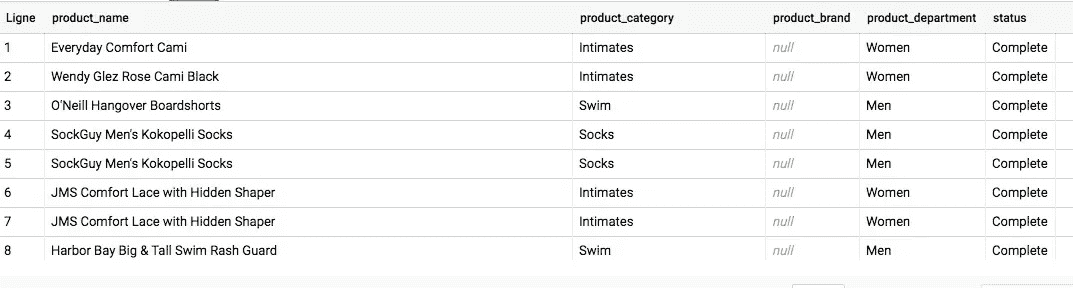 Ligne product_name product_category product_brand product_department status
1 Everyday Comfort Cami Intimates null Women Complete
2 Wendy Glez Rose Cami Black Intimates null Women Complete
3 O'Neill Hangover Boardshorts Swim null Men Complete
4 SockGuy Men's Kokopelli Socks Socks null Men Complete
5 SockGuy Men's Kokopelli Socks Socks null Men Complete
6 JMS Comfort Lace with Hidden Shaper Intimates null Women Complete
7 JMS Comfort Lace with Hidden Shaper Intimates null Women Complete
8 Harbor Bay Big & Tall Swim Rash Guard Swim null Men Complete